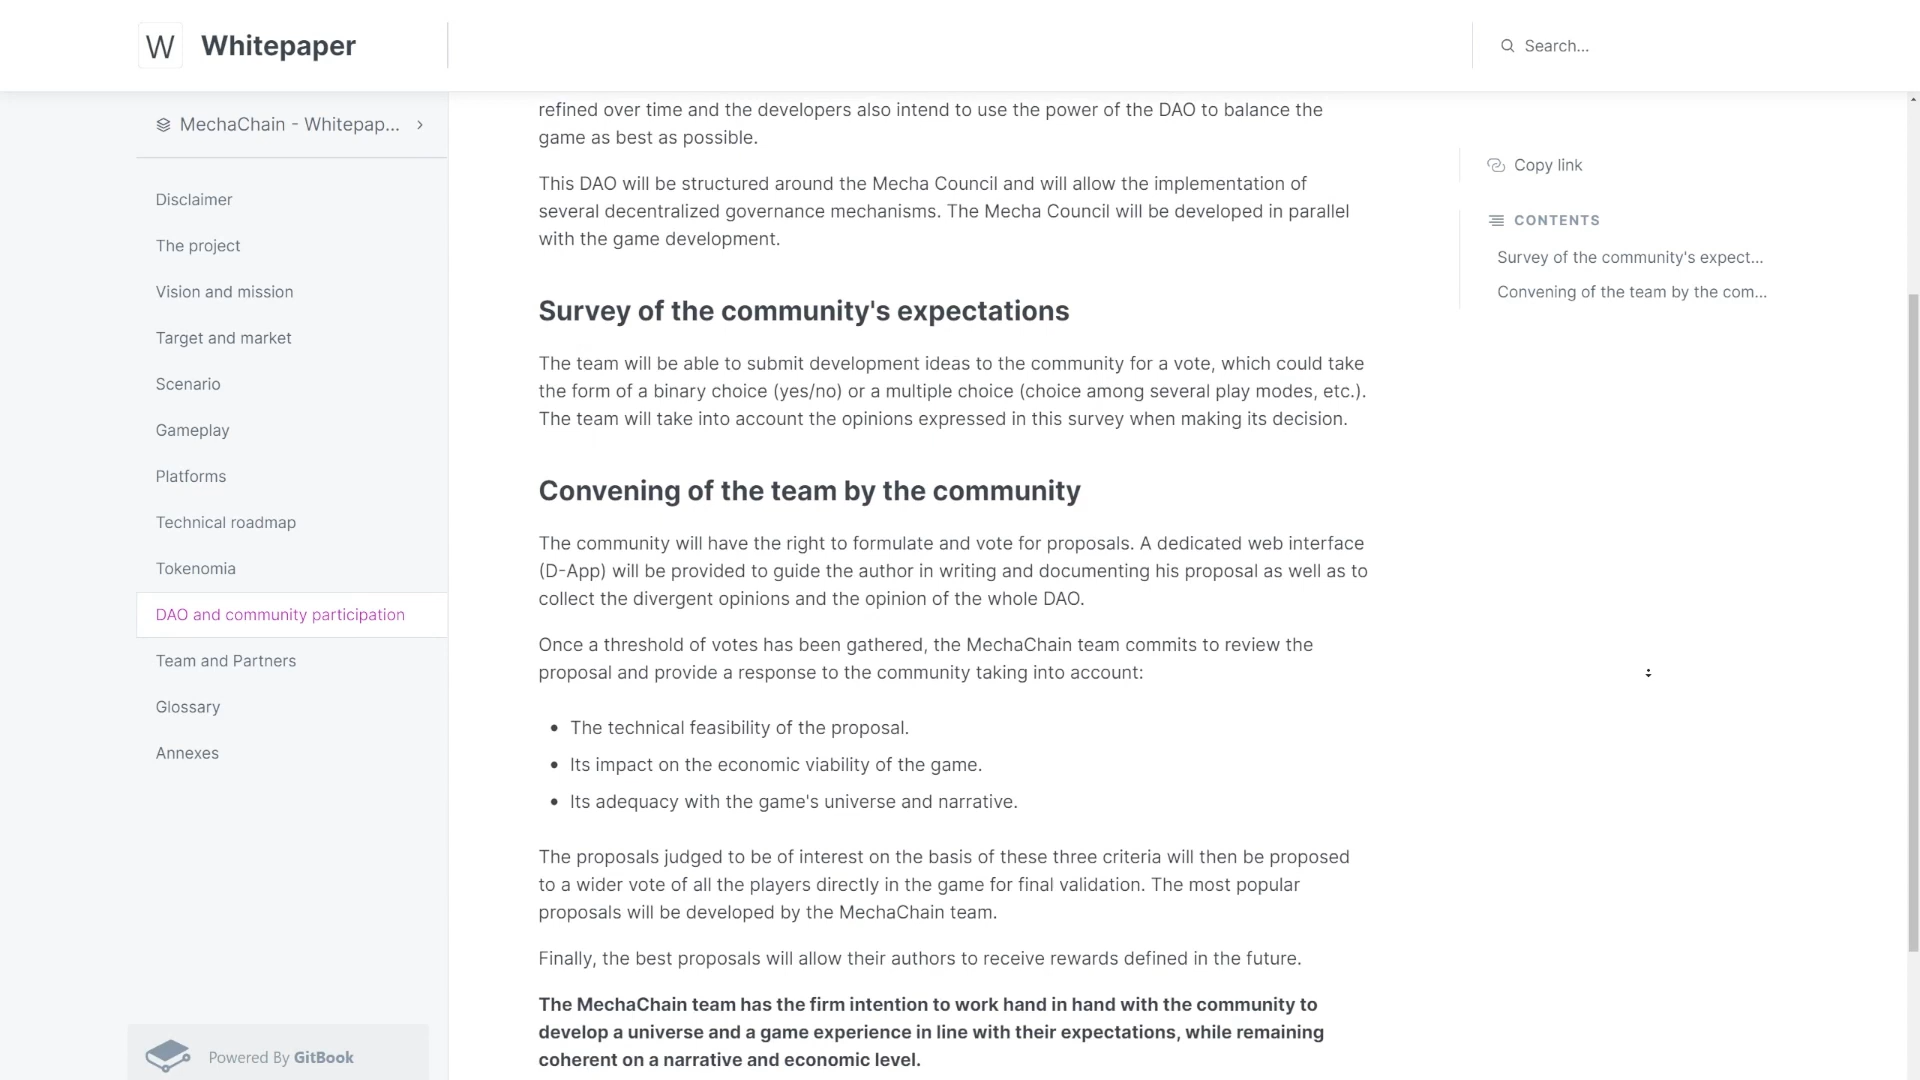 W Whitepaper
Search...
MechaChain - Whitepap...
Disclaimer
The project
Vision and mission
Target and market
Scenario
Gameplay
Platforms
Technical roadmap
Tokenomia
DAO and community participation
Team and Partners
Glossary
Annexes
Powered By GitBook
refined over time and the developers also intend to use the power of the DAO to balance the
game as best as possible.
This DAO will be structured around the Mecha Council and will allow the implementation of
several decentralized governance mechanisms. The Mecha Council will be developed in parallel
with the game development.
Survey of the community's expectations
The team will be able to submit development ideas to the community for a vote, which could take
the form of a binary choice (yes/no) or a multiple choice (choice among several play modes, etc.).
The team will take into account the opinions expressed in this survey when making its decision.
Convening of the team by the community
The community will have the right to formulate and vote for proposals. A dedicated web interface
(D-App) will be provided to guide the author in writing and documenting his proposal as well as to
collect the divergent opinions and the opinion of the whole DAO.
Once a threshold of votes has been gathered, the MechaChain team commits to review the
proposal and provide a response to the community taking into account:
• The technical feasibility of the proposal.
• Its impact on the economic viability of the game.
• Its adequacy with the game's universe and narrative.
The proposals judged to be of interest on the basis of these three criteria will then be proposed
to a wider vote of all the players directly in the game for final validation. The most popular
proposals will be developed by the MechaChain team.
Finally, the best proposals will allow their authors to receive rewards defined in the future.
The MechaChain team has the firm intention to work hand in hand with the community to
develop a universe and a game experience in line with their expectations, while remaining
coherent on a narrative and economic level.
Copy link
CONTENTS
Survey of the community's expect...
Convening of the team by the com...